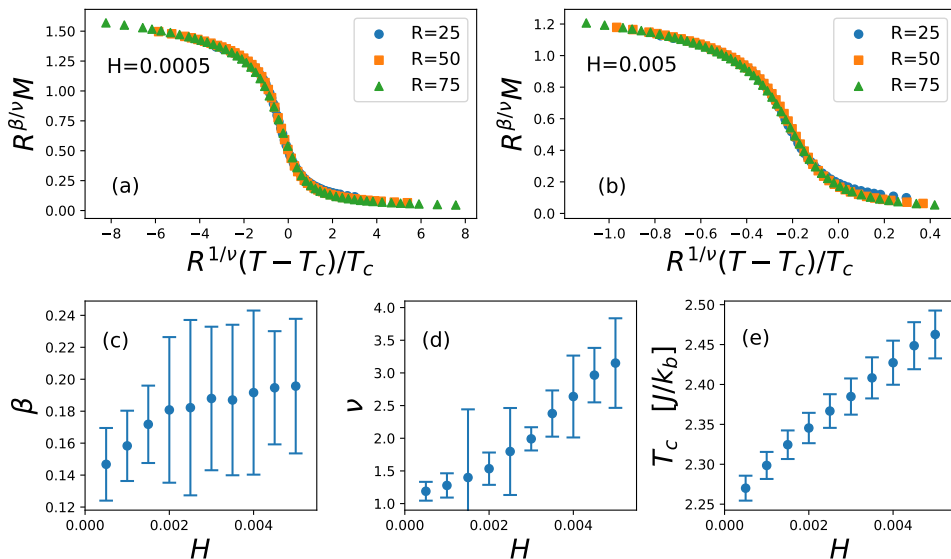 R^{β/ν}M
1.50
1.25
1.00
0.75
0.50
0.25
0.00
H=0.0005
R=25
R=50
R=75
(a)
−8 −6 −4 −2 0 2 4 6 8
R^{1/ν}(T − T_c)/T_c
R^{β/ν}M
1.2
1.0
0.8
0.6
0.4
0.2
0.0
H=0.005
R=25
R=50
R=75
(b)
−1.0 −0.8 −0.6 −0.4 −0.2 0.0 0.2 0.4
R^{1/ν}(T − T_c)/T_c
β
0.24
0.22
0.20
0.18
0.16
0.14
0.12
(c)
0.000 0.002 0.004
H
ν
4.0
3.5
3.0
2.5
2.0
1.5
1.0
(d)
0.000 0.002 0.004
H
T_c [J/k_b]
2.50
2.45
2.40
2.35
2.30
2.25
(e)
0.000 0.002 0.004
H